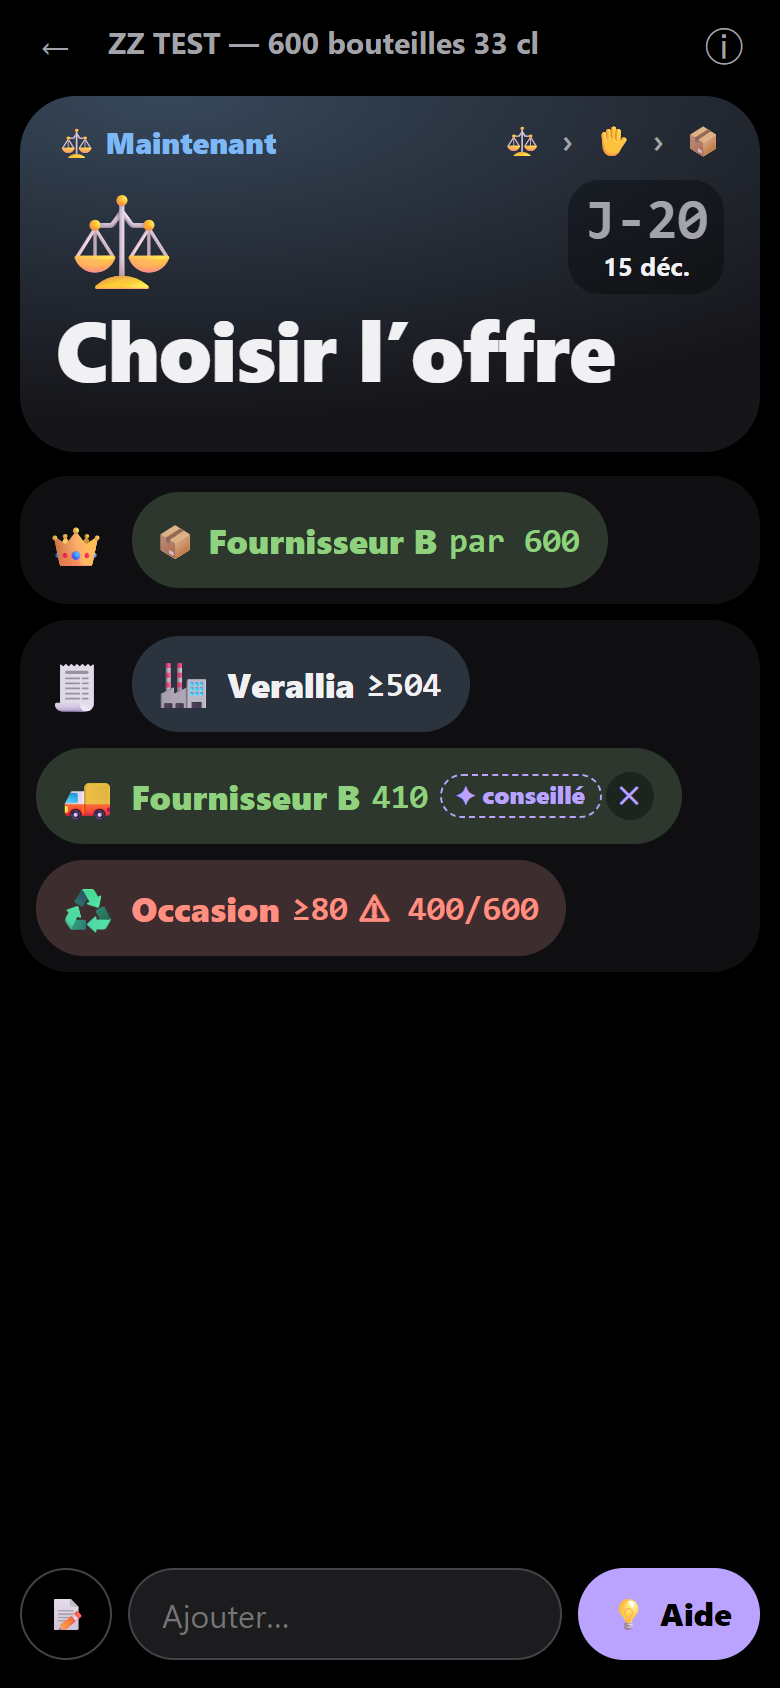 ← ZZ TEST — 600 bouteilles 33 cl ⓘ
⚖️ Maintenant ⚖️ › ✋ › 📦
J-20
15 déc.
Choisir l’offre
👑 📦 Fournisseur B par 600
🧾 🏭 Verallia ≥504
🚚 Fournisseur B 410 ✦ conseillé ✕
♻️ Occasion ≥80 ⚠ 400/600
📝 Ajouter… 💡 Aide